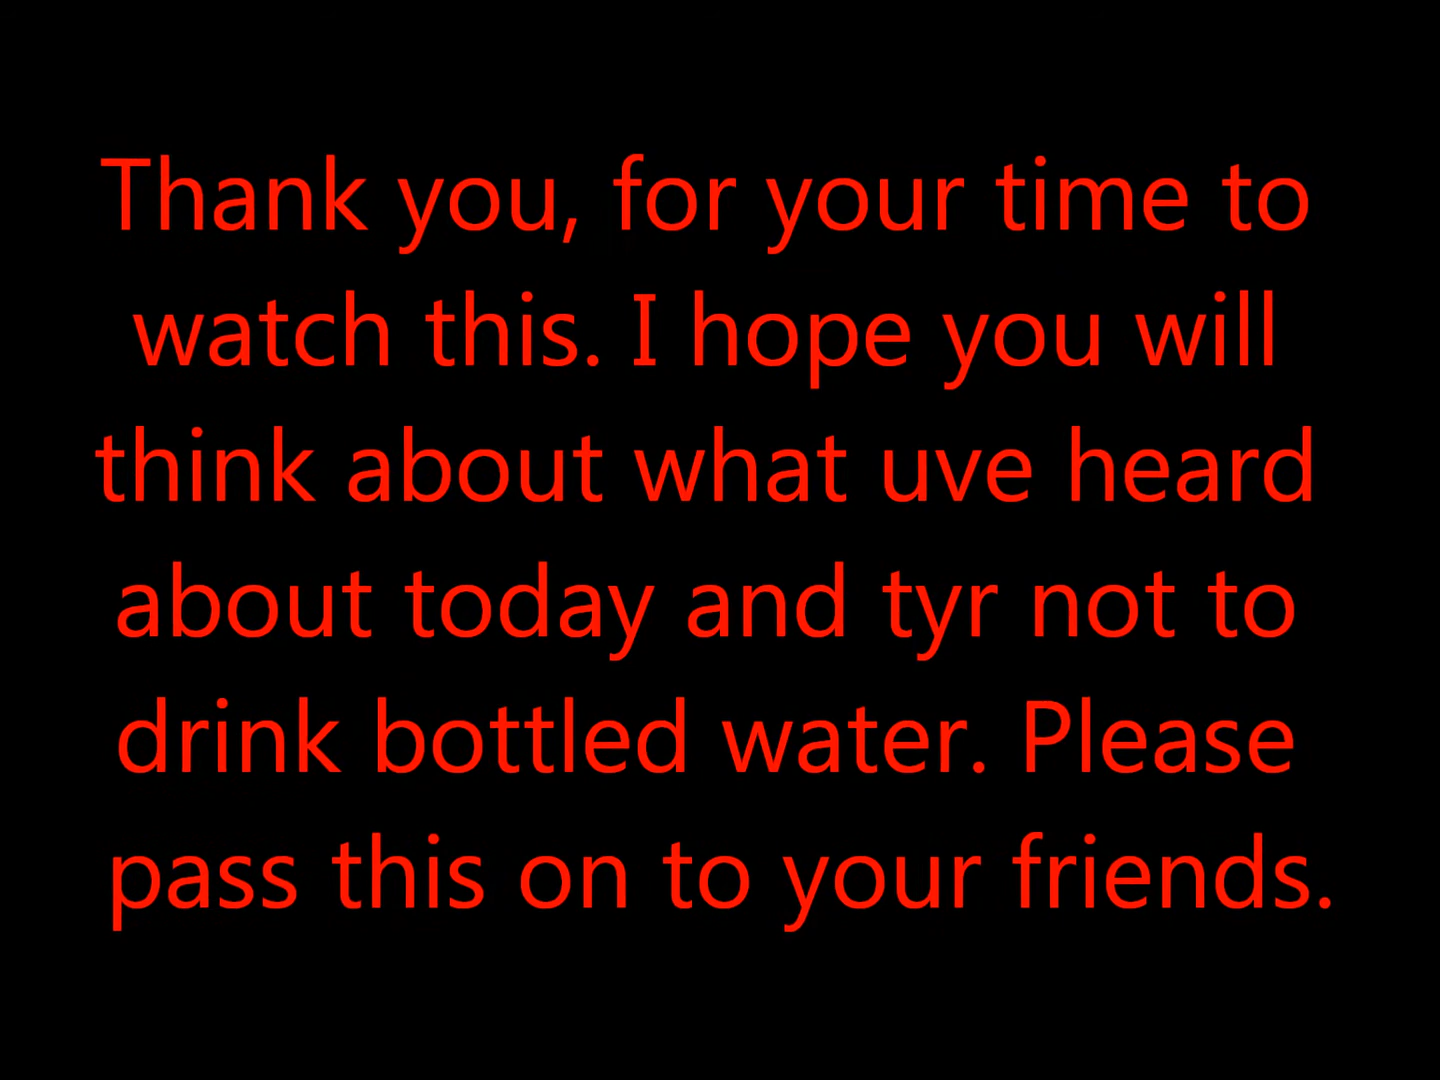 Thank you, for your time to
watch this. I hope you will
think about what uve heard
about today and tyr not to
drink bottled water. Please
pass this on to your friends.